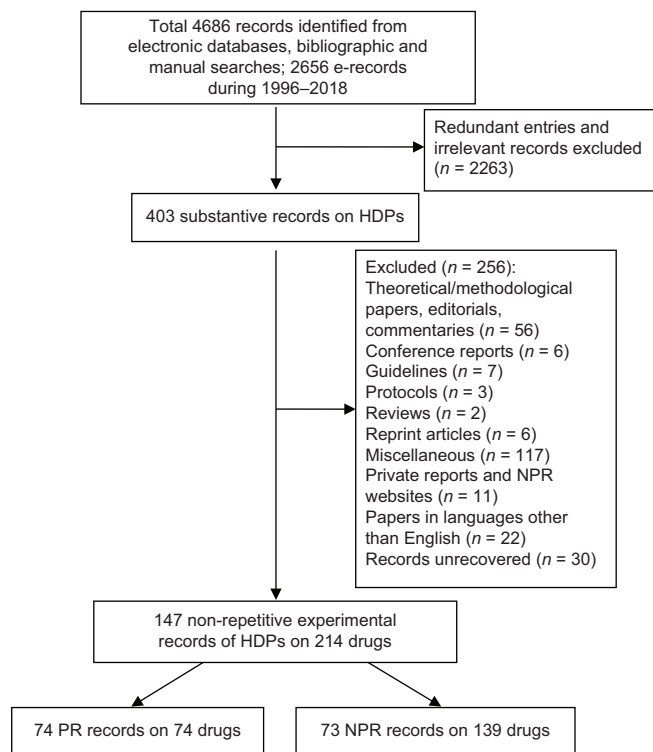 Total 4686 records identified from
electronic databases, bibliographic and
manual searches; 2656 e-records
during 1996–2018
Redundant entries and
irrelevant records excluded
(n = 2263)
403 substantive records on HDPs
Excluded (n = 256):
Theoretical/methodological
papers, editorials,
commentaries (n = 56)
Conference reports (n = 6)
Guidelines (n = 7)
Protocols (n = 3)
Reviews (n = 2)
Reprint articles (n = 6)
Miscellaneous (n = 117)
Private reports and NPR
websites (n = 11)
Papers in languages other
than English (n = 22)
Records unrecovered (n = 30)
147 non-repetitive experimental
records of HDPs on 214 drugs
74 PR records on 74 drugs
73 NPR records on 139 drugs